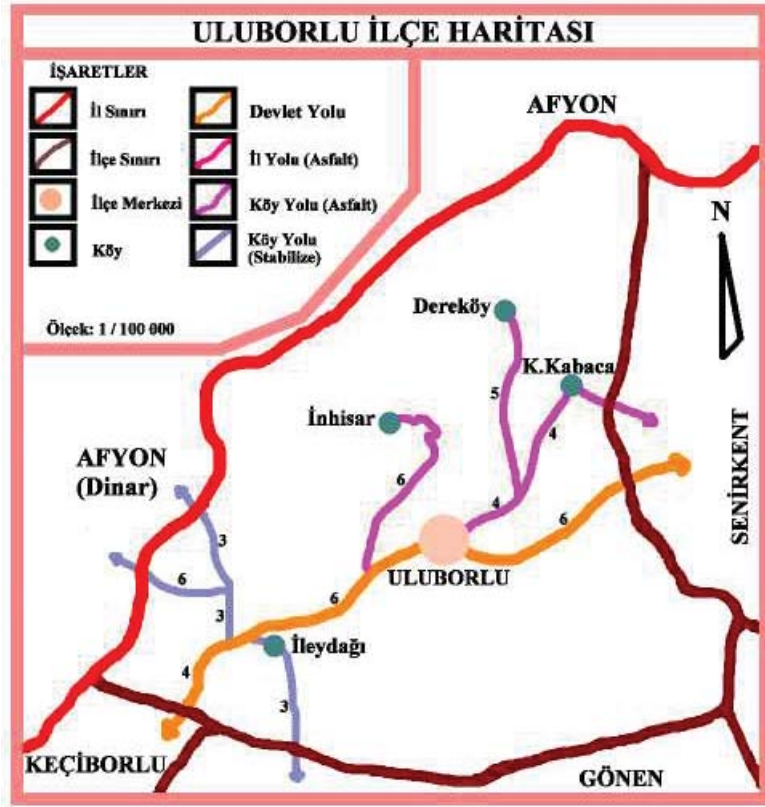 ULUBORLU İLÇE HARİTASI
İŞARETLER
İl Sınırı
Devlet Yolu
İlçe Sınırı
İl Yolu (Asfalt)
İlçe Merkezi
Köy Yolu (Asfalt)
Köy
Köy Yolu
(Stabilize)
Ölçek: 1 / 100 000
AFYON
N
Dereköy
K.Kabaca
5
İnhisar
4
AFYON
(Dinar)
6
SENİRKENT
4
6
3
ULUBORLU
6
6
3
İleydağı
4
3
KEÇİBORLU
GÖNEN